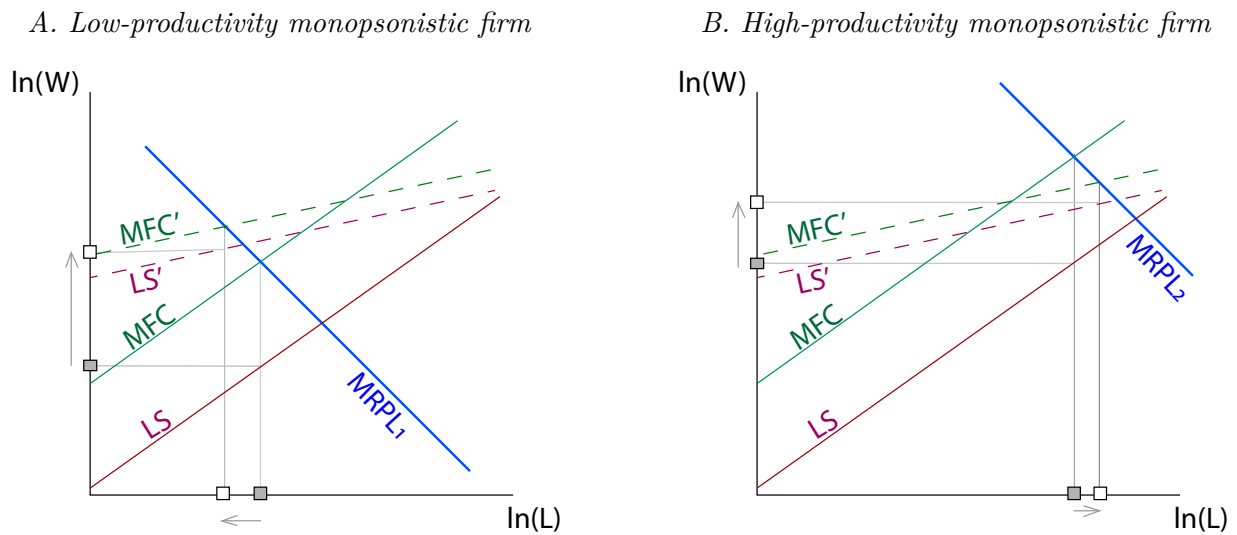 A. Low-productivity monopsonistic firm
ln(W)
MFC′
LS′
MFC
LS
MRPL₁
ln(L)
B. High-productivity monopsonistic firm
ln(W)
MFC′
LS′
MFC
LS
MRPL₂
ln(L)